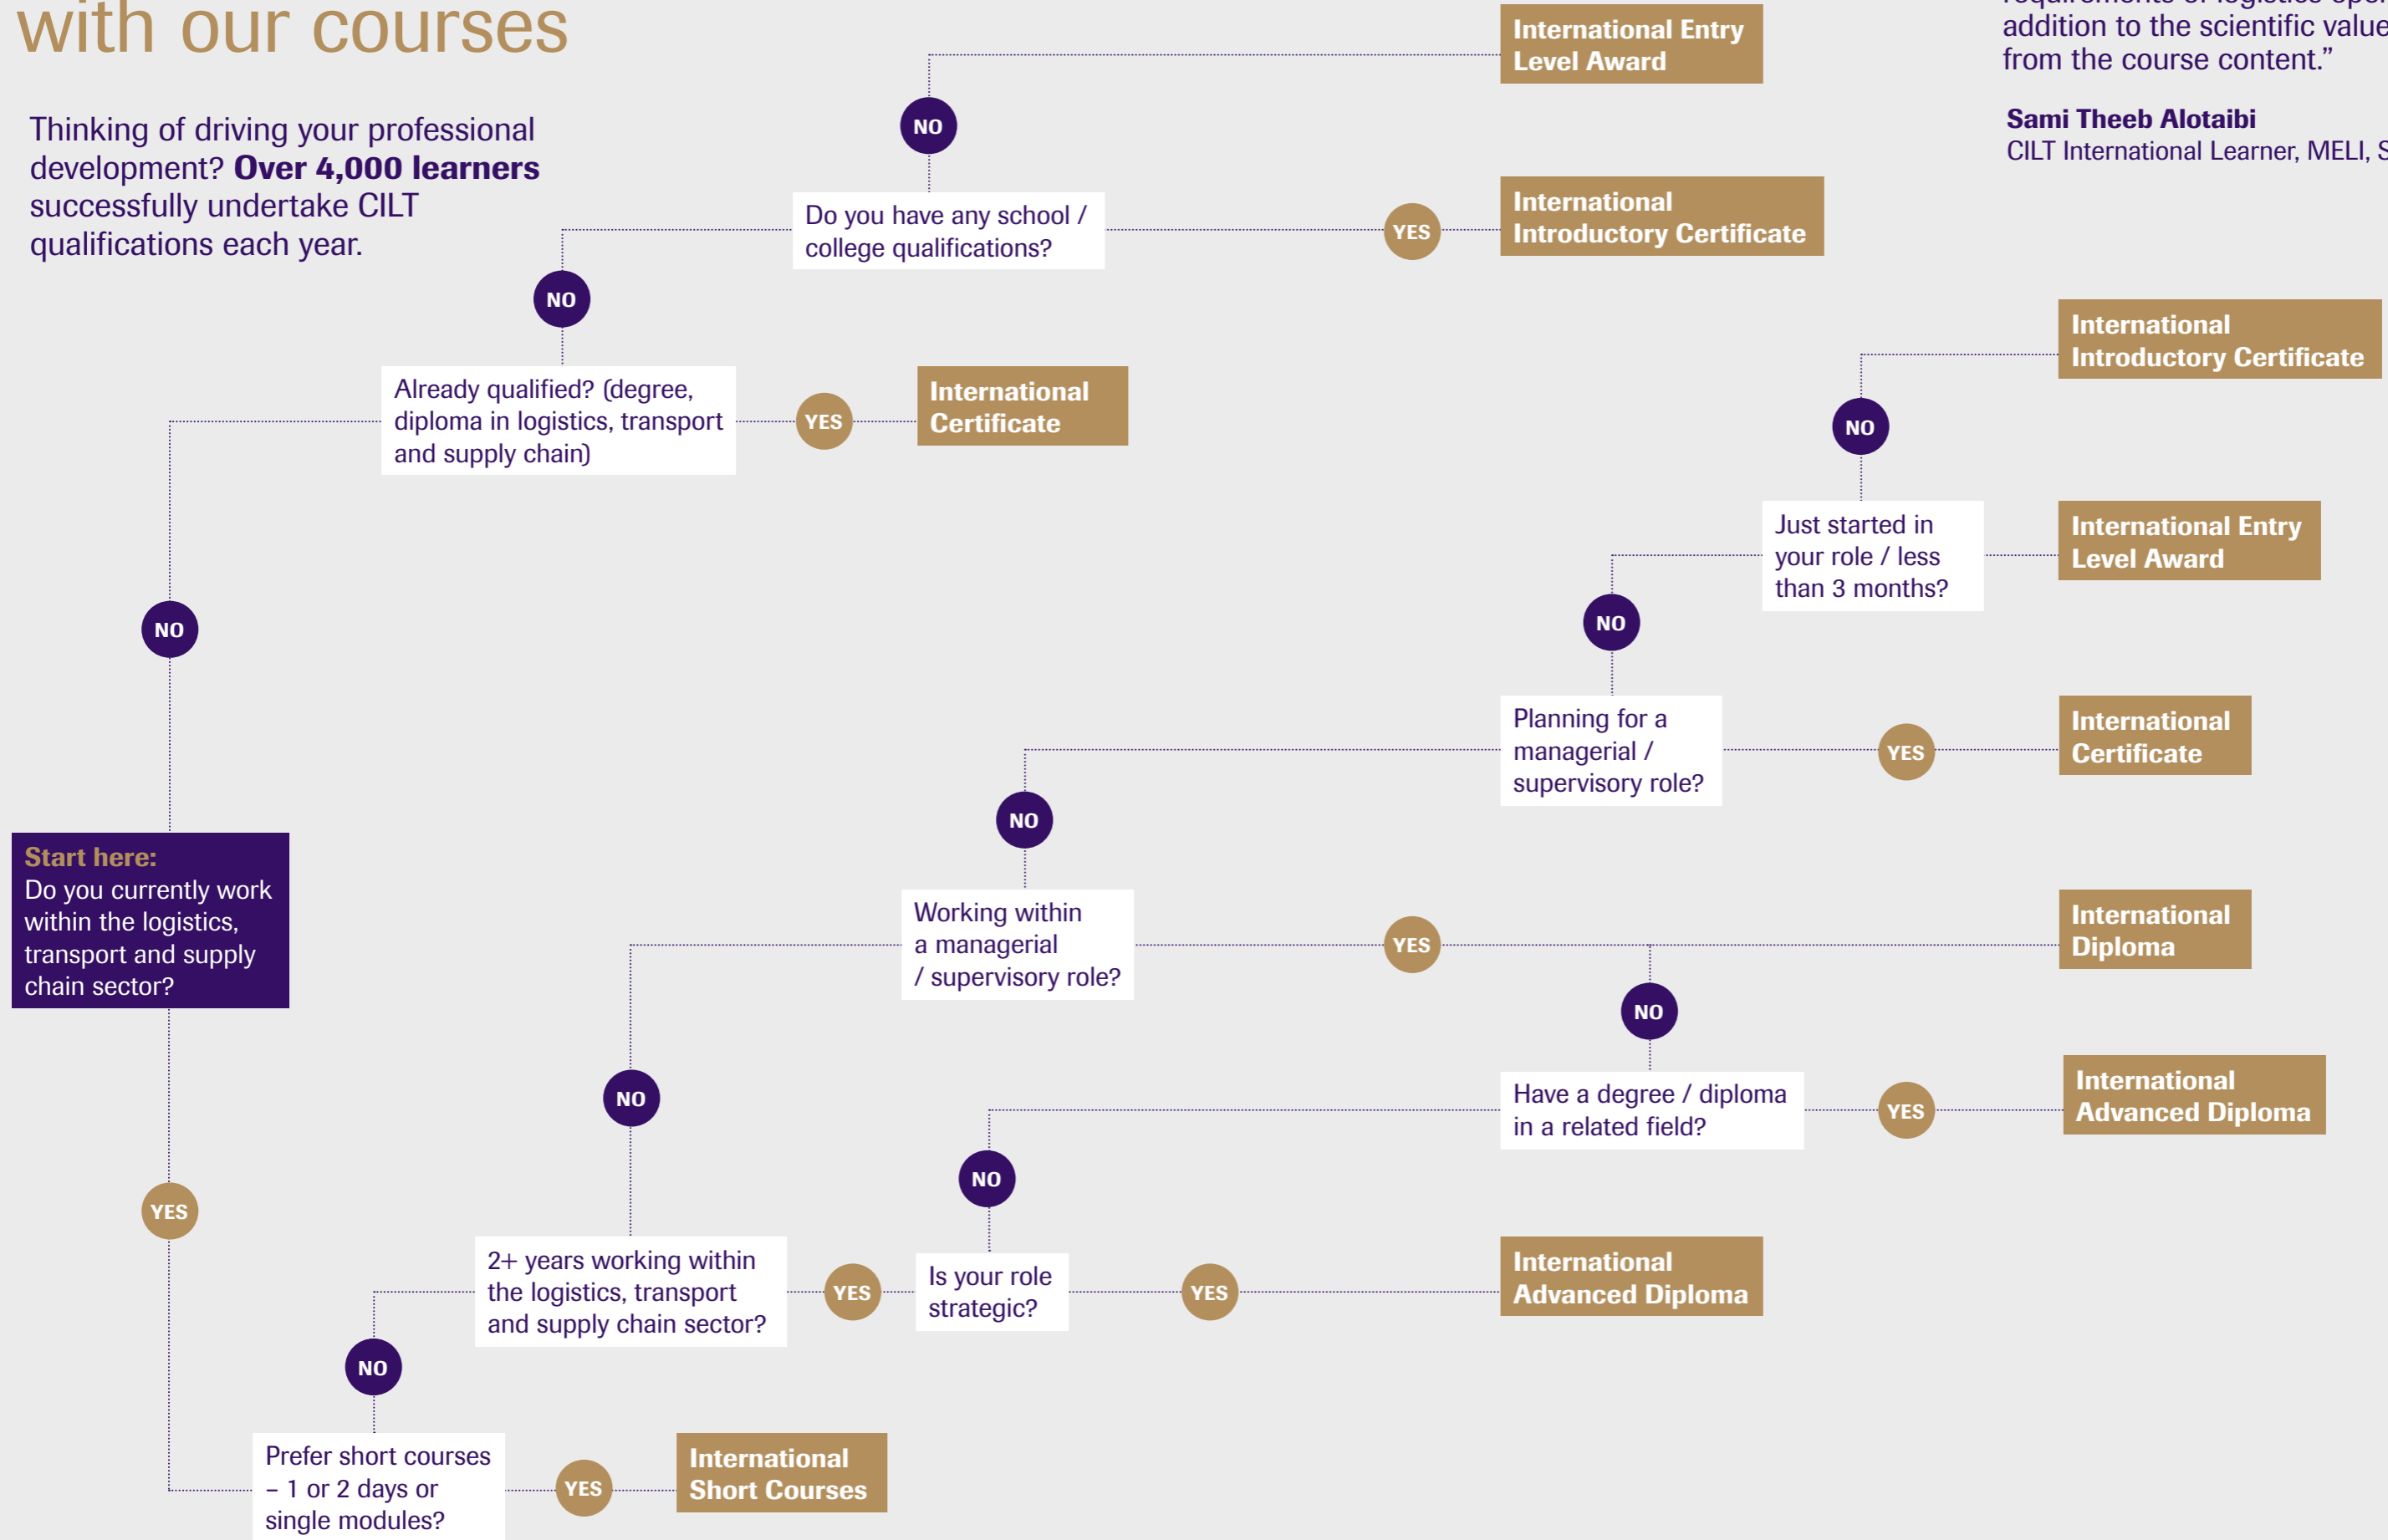 with our courses
Thinking of driving your professional
development? Over 4,000 learners
successfully undertake CILT
qualifications each year.
addition to the scientific value
from the course content.”
Sami Theeb Alotaibi
CILT International Learner, MELI,
International Entry
Level Award
NO
Do you have any school /
college qualifications?
YES
International
Introductory Certificate
NO
Already qualified? (degree,
diploma in logistics, transport
and supply chain)
YES
International
Certificate
NO
Start here:
Do you currently work
within the logistics,
transport and supply
chain sector?
YES
International
Introductory Certificate
NO
Just started in
your role / less
than 3 months?
International Entry
Level Award
NO
Planning for a
managerial /
supervisory role?
YES
International
Certificate
NO
Working within
a managerial
/ supervisory role?
YES
International
Diploma
NO
Have a degree / diploma
in a related field?
YES
International
Advanced Diploma
NO
NO
2+ years working within
the logistics, transport
and supply chain sector?
YES
Is your role
strategic?
YES
International
Advanced Diploma
NO
Prefer short courses
– 1 or 2 days or
single modules?
YES
International
Short Courses